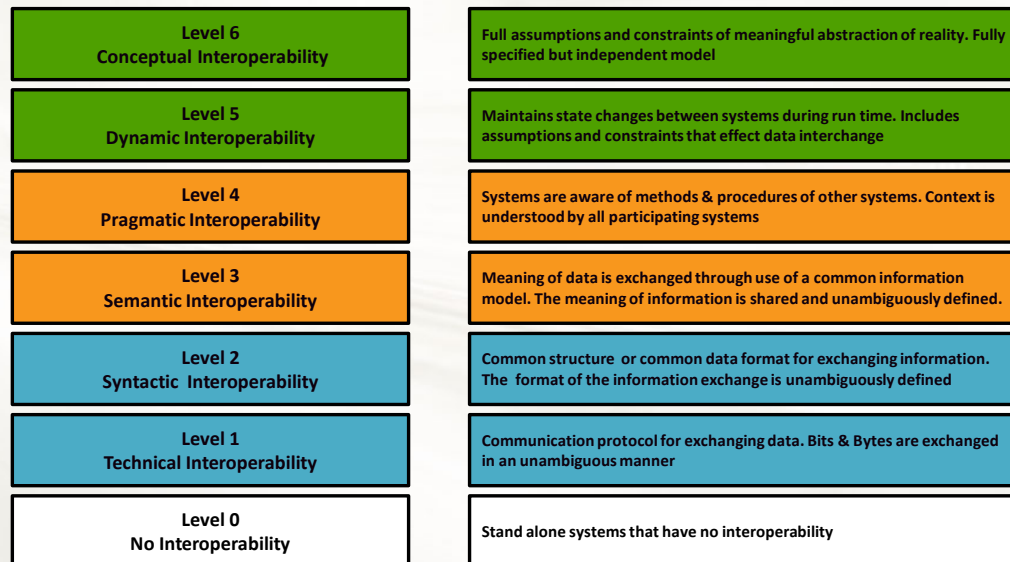 Level 6
Conceptual Interoperability
Full assumptions and constraints of meaningful abstraction of reality. Fully
specified but independent model
Level 5
Dynamic Interoperability
Maintains state changes between systems during run time. Includes
assumptions and constraints that effect data interchange
Level 4
Pragmatic Interoperability
Systems are aware of methods & procedures of other systems. Context is
understood by all participating systems
Level 3
Semantic Interoperability
Meaning of data is exchanged through use of a common information
model. The meaning of information is shared and unambiguously defined.
Level 2
Syntactic Interoperability
Common structure or common data format for exchanging information.
The format of the information exchange is unambiguously defined
Level 1
Technical Interoperability
Communication protocol for exchanging data. Bits & Bytes are exchanged
in an unambiguous manner
Level 0
No Interoperability
Stand alone systems that have no interoperability